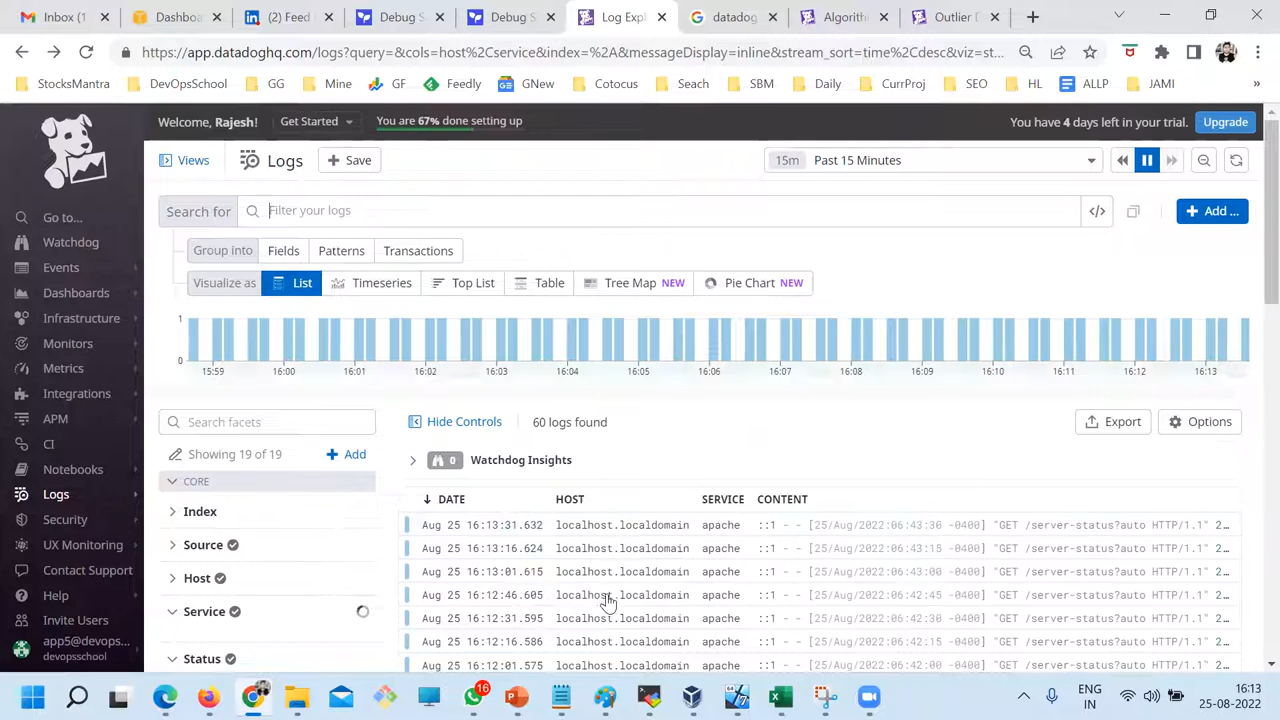 Inbox (1)
Dashboa
(2) Feed
Debug S
Debug S
Log Expl
datadog
Algorith
Outlier D
https://app.datadoghq.com/logs?query=&cols=host%2Cservice&index=%2A&messageDisplay=inline&stream_sort=time%2Cdesc&viz=st...
StocksMantra
DevOpsSchool
GG
Mine
GF
Feedly
GNew
Cotocus
Seach
SBM
Daily
CurrProj
SEO
HL
ALLP
JAMI
»
Welcome, Rajesh!
Get Started
You are 67% done setting up
You have 4 days left in your trial.
Upgrade
Views
Logs
+ Save
15m
Past 15 Minutes
Go to...
Watchdog
Events
Dashboards
Infrastructure
Monitors
Metrics
Integrations
APM
CI
Notebooks
Logs
Security
UX Monitoring
Contact Support
Help
Invite Users
app5@devops...
devopsschool
Search for
Filter your logs
</>
+ Add ...
Group into
Fields
Patterns
Transactions
Visualize as
List
Timeseries
Top List
Table
Tree Map NEW
Pie Chart NEW
1
0
15:59
16:00
16:01
16:02
16:03
16:04
16:05
16:06
16:07
16:08
16:09
16:10
16:11
16:12
16:13
Search facets
Showing 19 of 19
+ Add
CORE
Index
Source
Host
Service
Status
Hide Controls
60 logs found
Export
Options
0
Watchdog Insights
DATE HOST SERVICE CONTENT
Aug 25 16:13:31.632 localhost.localdomain apache ::1 - - [25/Aug/2022:06:43:30 -0400] "GET /server-status?auto HTTP/1.1" 2...
Aug 25 16:13:16.624 localhost.localdomain apache ::1 - - [25/Aug/2022:06:43:15 -0400] "GET /server-status?auto HTTP/1.1" 2...
Aug 25 16:13:01.615 localhost.localdomain apache ::1 - - [25/Aug/2022:06:43:00 -0400] "GET /server-status?auto HTTP/1.1" 2...
Aug 25 16:12:46.605 localhost.localdomain apache ::1 - - [25/Aug/2022:06:42:45 -0400] "GET /server-status?auto HTTP/1.1" 2...
Aug 25 16:12:31.595 localhost.localdomain apache ::1 - - [25/Aug/2022:06:42:30 -0400] "GET /server-status?auto HTTP/1.1" 2...
Aug 25 16:12:16.585 localhost.localdomain apache ::1 - - [25/Aug/2022:06:42:15 -0400] "GET /server-status?auto HTTP/1.1" 2...
Aug 25 16:12:01.575 localhost.localdomain apache ::1 - - [25/Aug/2022:06:42:00 -0400] "GET /server-status?auto HTTP/1.1" 2...
16
ENG
IN
16:13
25-08-2022